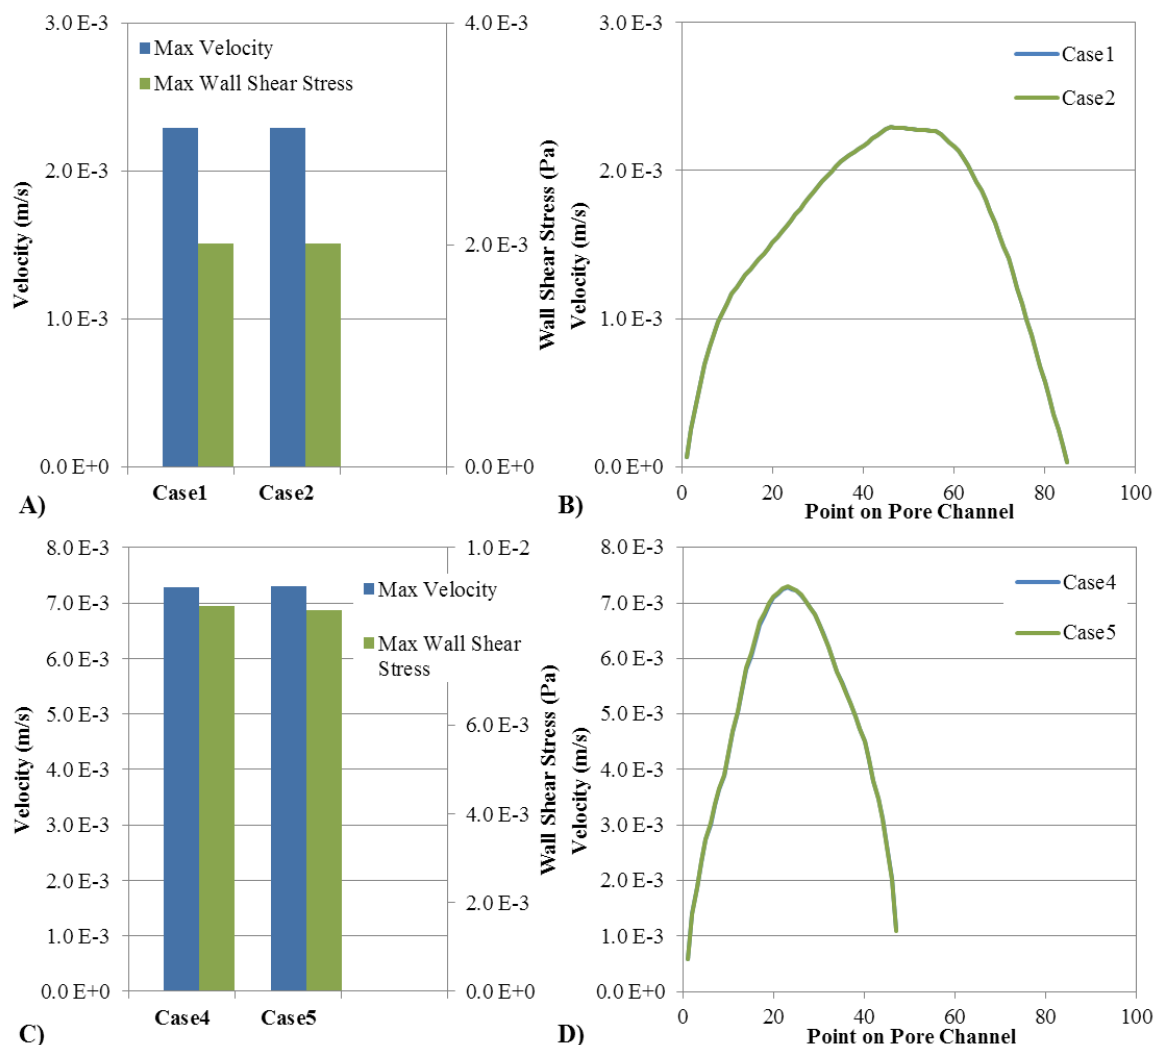 3.0 E-3
2.0 E-3
1.0 E-3
0.0 E+0
Velocity (m/s)
Max Velocity
Max Wall Shear Stress
4.0 E-3
2.0 E-3
0.0 E+0
Wall Shear Stress (Pa)
Case1 Case2
A)
3.0 E-3
2.0 E-3
1.0 E-3
0.0 E+0
Velocity (m/s)
Case1
Case2
0 20 40 60 80 100
Point on Pore Channel
B)
8.0 E-3
7.0 E-3
6.0 E-3
5.0 E-3
4.0 E-3
3.0 E-3
2.0 E-3
1.0 E-3
0.0 E+0
Velocity (m/s)
Max Velocity
Max Wall Shear
Stress
1.0 E-2
6.0 E-3
4.0 E-3
2.0 E-3
0.0 E+0
Wall Shear Stress (Pa)
Case4 Case5
C)
8.0 E-3
7.0 E-3
6.0 E-3
5.0 E-3
4.0 E-3
3.0 E-3
2.0 E-3
1.0 E-3
0.0 E+0
Velocity (m/s)
Case4
Case5
0 20 40 60 80 100
Point on Pore Channel
D)